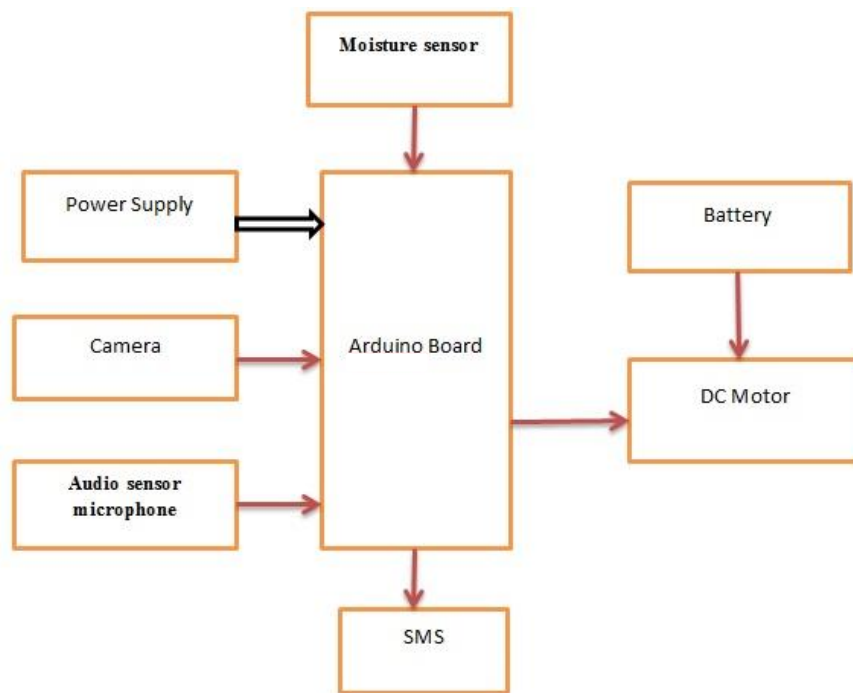 Moisture sensor
Power Supply
Battery
Camera
Arduino Board
DC Motor
Audio sensor
microphone
SMS